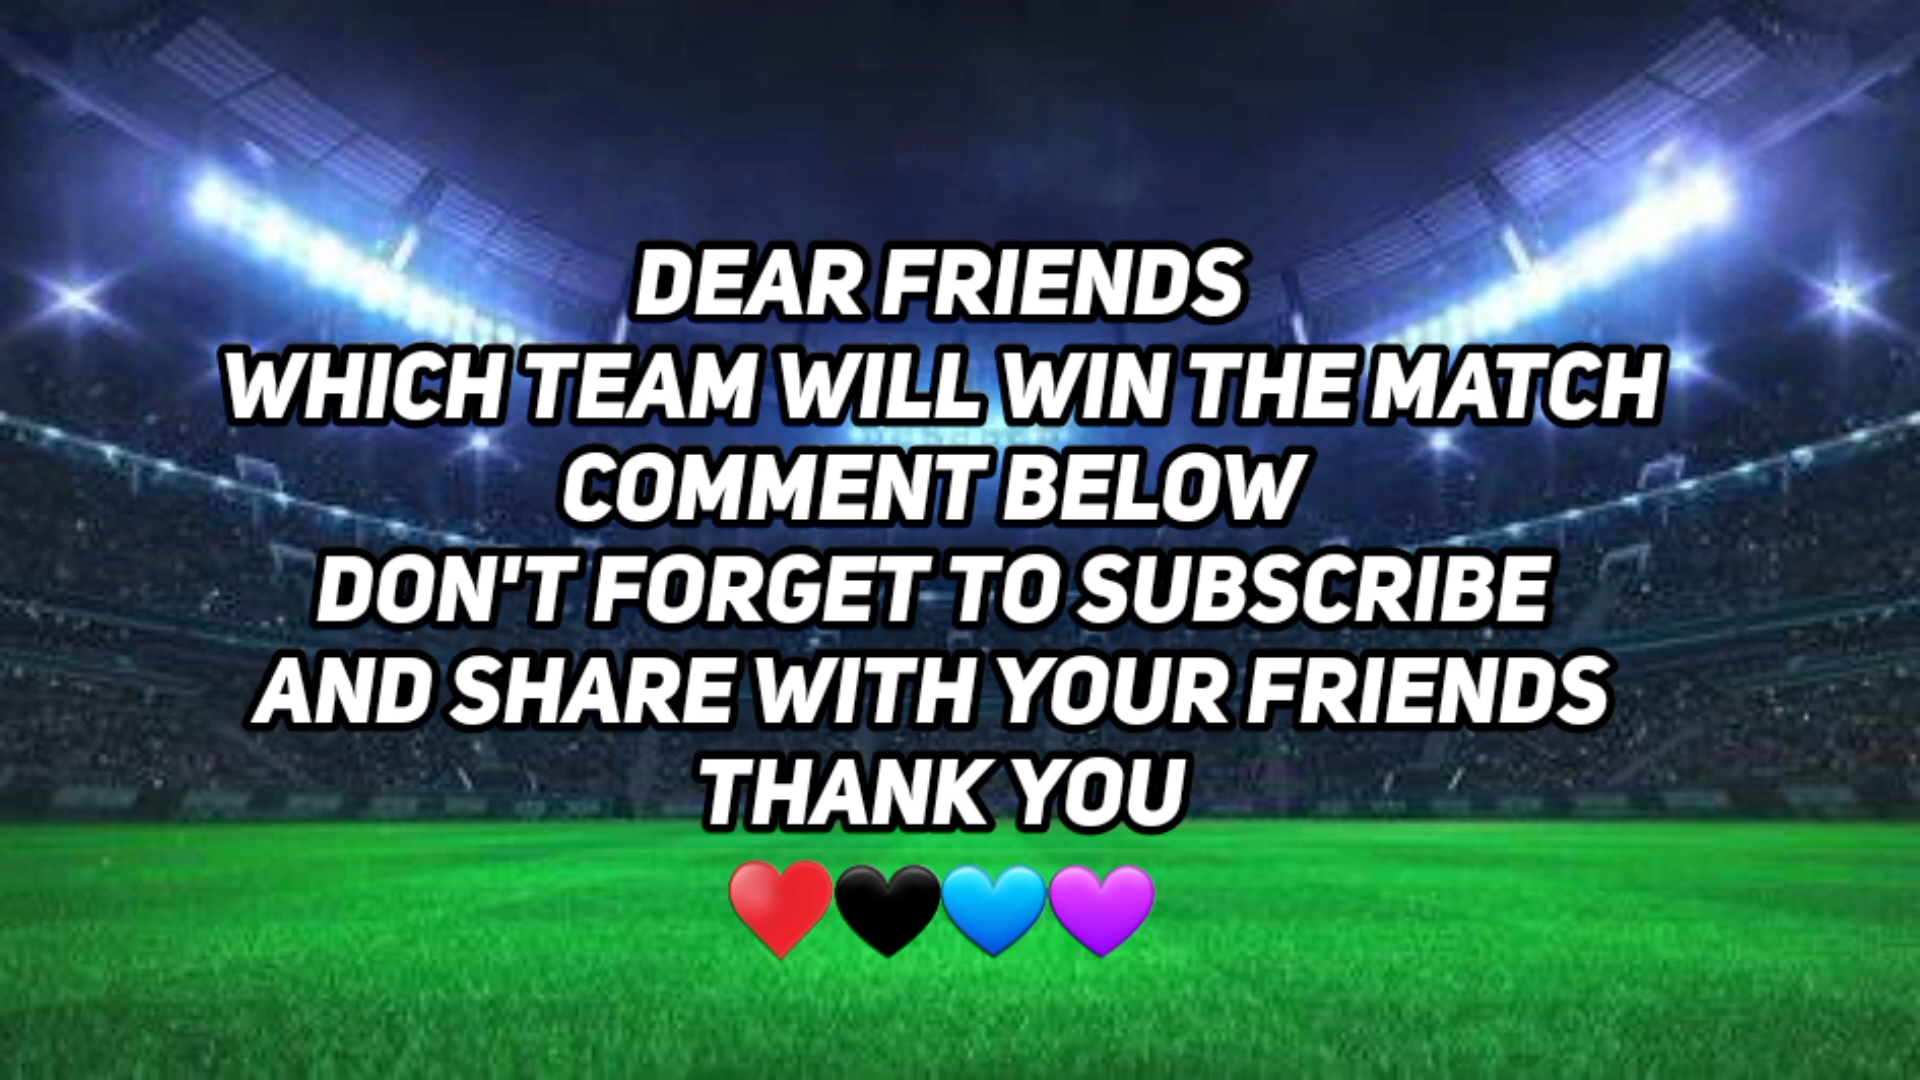 DEAR FRIENDS
WHICH TEAM WILL WIN THE MATCH
COMMENT BELOW
DON'T FORGET TO SUBSCRIBE
AND SHARE WITH YOUR FRIENDS
THANK YOU
♥️🖤💙💜